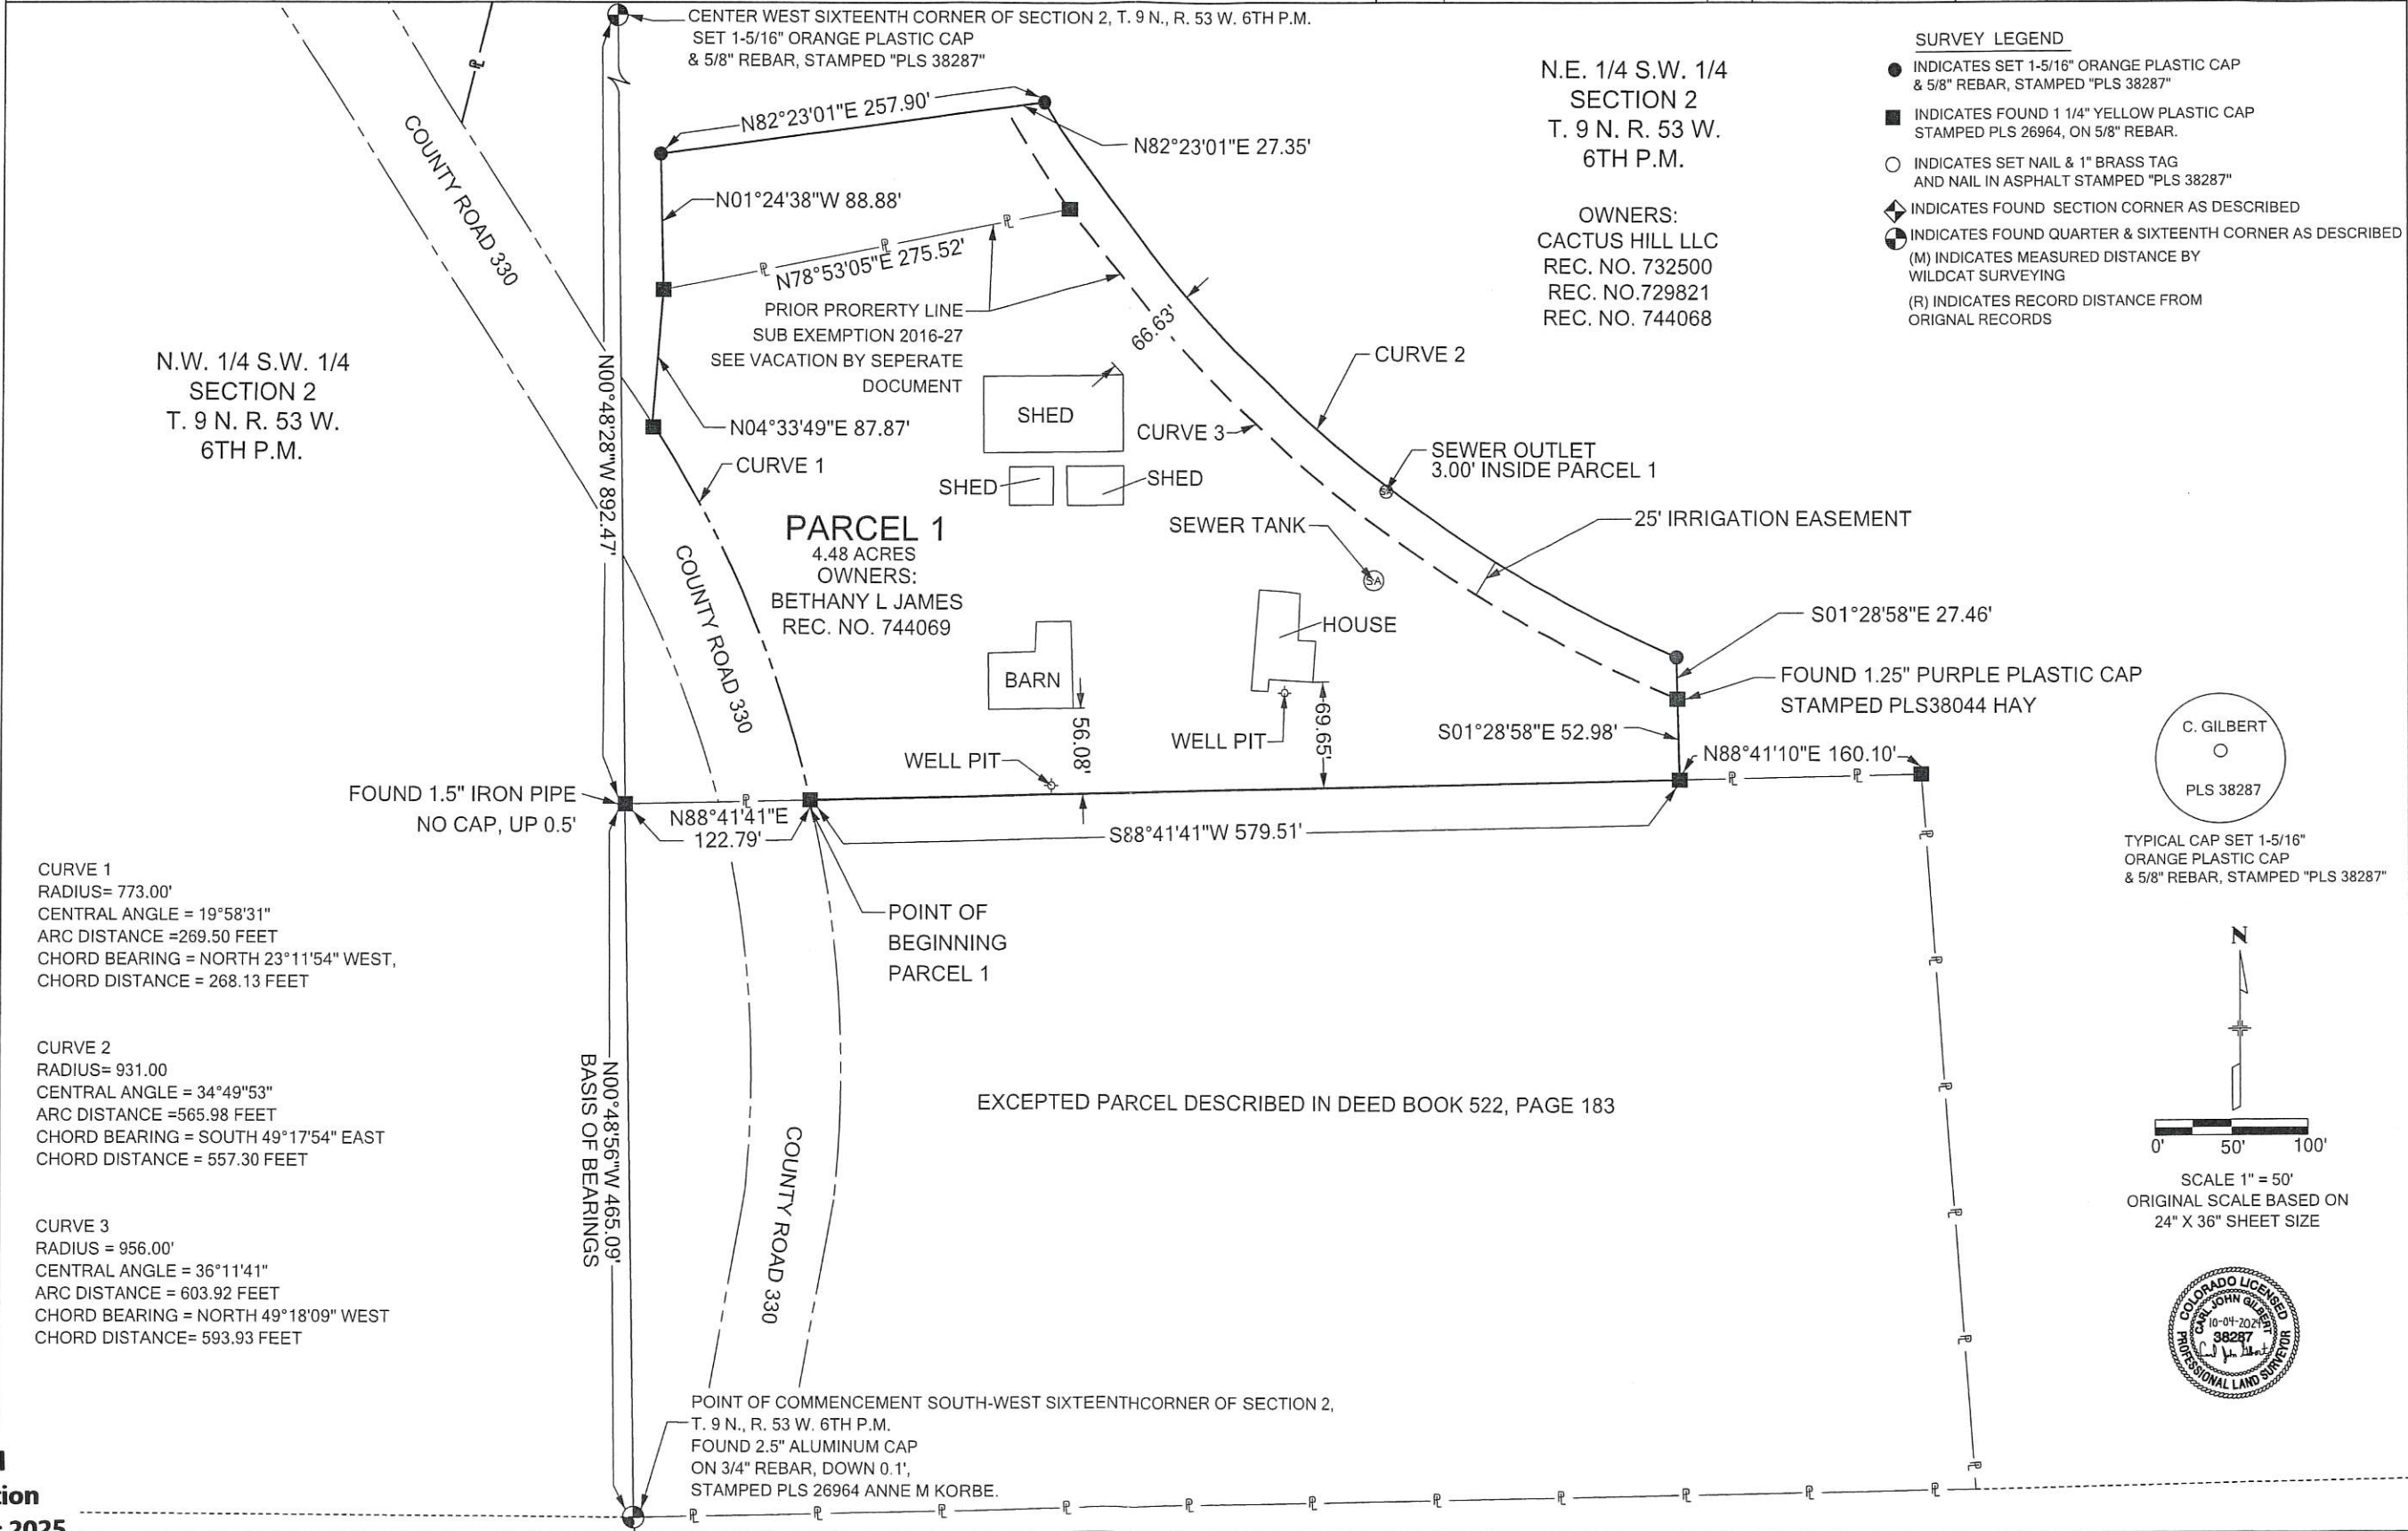 CENTER WEST SIXTEENTH CORNER OF SECTION 2, T. 9 N., R. 53 W. 6TH P.M.
SET 1-5/16" ORANGE PLASTIC CAP
& 5/8" REBAR, STAMPED "PLS 38287"
SURVEY LEGEND
INDICATES SET 1-5/16" ORANGE PLASTIC CAP
& 5/8" REBAR, STAMPED "PLS 38287"
INDICATES FOUND 1 1/4" YELLOW PLASTIC CAP
STAMPED PLS 26964, ON 5/8" REBAR.
INDICATES SET NAIL & 1" BRASS TAG
AND NAIL IN ASPHALT STAMPED "PLS 38287"
INDICATES FOUND SECTION CORNER AS DESCRIBED
INDICATES FOUND QUARTER & SIXTEENTH CORNER AS DESCRIBED
(M) INDICATES MEASURED DISTANCE BY
WILDCAT SURVEYING
(R) INDICATES RECORD DISTANCE FROM
ORIGNAL RECORDS
N.E. 1/4 S.W. 1/4
SECTION 2
T. 9 N. R. 53 W.
6TH P.M.
OWNERS:
CACTUS HILL LLC
REC. NO. 732500
REC. NO.729821
REC. NO. 744068
COUNTY ROAD 330
N82°23'01"E 257.90'
N82°23'01"E 27.35'
N01°24'38"W 88.88'
N78°53'05"E 275.52'
PRIOR PRORERTY LINE
SUB EXEMPTION 2016-27
SEE VACATION BY SEPERATE
DOCUMENT
66.63'
CURVE 2
N.W. 1/4 S.W. 1/4
SECTION 2
T. 9 N. R. 53 W.
6TH P.M.
N00°48'28"W 892.47'
N04°33'49"E 87.87'
SHED
CURVE 3
CURVE 1
SHED
SHED
SEWER OUTLET
3.00' INSIDE PARCEL 1
SA
PARCEL 1
4.48 ACRES
OWNERS:
BETHANY L JAMES
REC. NO. 744069
SEWER TANK
SA
25' IRRIGATION EASEMENT
COUNTY ROAD 330
HOUSE
BARN
S01°28'58"E 27.46'
FOUND 1.25" PURPLE PLASTIC CAP
STAMPED PLS38044 HAY
S01°28'58"E 52.98'
WELL PIT
69.65'
WELL PIT
56.08'
N88°41'10"E 160.10'
FOUND 1.5" IRON PIPE
NO CAP, UP 0.5'
N88°41'41"E
122.79'
S88°41'41"W 579.51'
C. GILBERT
PLS 38287
TYPICAL CAP SET 1-5/16"
ORANGE PLASTIC CAP
& 5/8" REBAR, STAMPED "PLS 38287"
POINT OF
BEGINNING
PARCEL 1
CURVE 1
RADIUS= 773.00'
CENTRAL ANGLE = 19°58'31"
ARC DISTANCE =269.50 FEET
CHORD BEARING = NORTH 23°11'54" WEST,
CHORD DISTANCE = 268.13 FEET
CURVE 2
RADIUS= 931.00
CENTRAL ANGLE = 34°49"53"
ARC DISTANCE =565.98 FEET
CHORD BEARING = SOUTH 49°17'54" EAST
CHORD DISTANCE = 557.30 FEET
CURVE 3
RADIUS = 956.00'
CENTRAL ANGLE = 36°11'41"
ARC DISTANCE = 603.92 FEET
CHORD BEARING = NORTH 49°18'09" WEST
CHORD DISTANCE= 593.93 FEET
N00°48'56"W 465.09'
BASIS OF BEARINGS
COUNTY ROAD 330
EXCEPTED PARCEL DESCRIBED IN DEED BOOK 522, PAGE 183
N
0' 50' 100'
SCALE 1" = 50'
ORIGINAL SCALE BASED ON
24" X 36" SHEET SIZE
COLORADO LICENSED
CARL JOHN GILBERT
10-04-2024
38287
PROFESSIONAL LAND SURVEYOR
POINT OF COMMENCEMENT SOUTH-WEST SIXTEENTHCORNER OF SECTION 2,
T. 9 N., R. 53 W. 6TH P.M.
FOUND 2.5" ALUMINUM CAP
ON 3/4" REBAR, DOWN 0.1',
STAMPED PLS 26964 ANNE M KORBE.
tion
2025